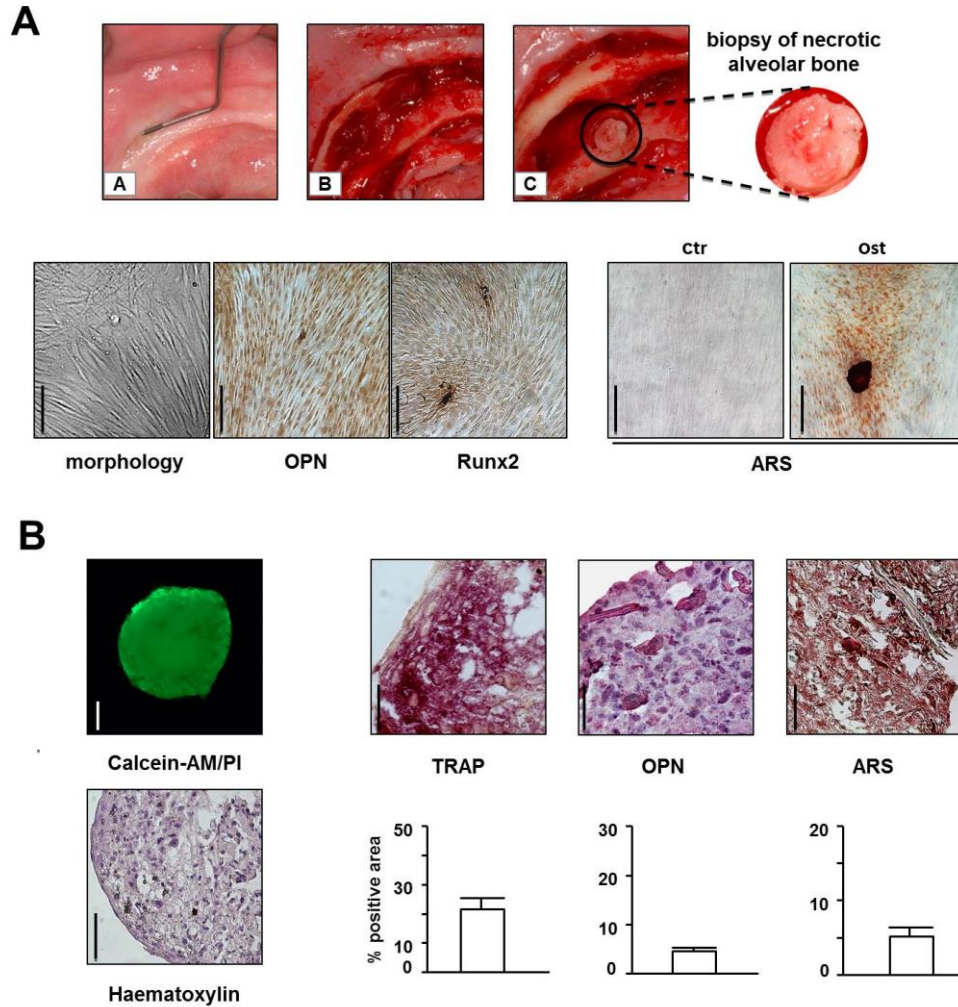 A
A
B
C
biopsy of necrotic
alveolar bone
Ctr
Ost
morphology
OPN
Runx2
ARS
B
Calcein-AM/PI
TRAP
OPN
ARS
Haematoxylin
% positive area
50
30
10
0
30
20
10
0
20
10
5
0